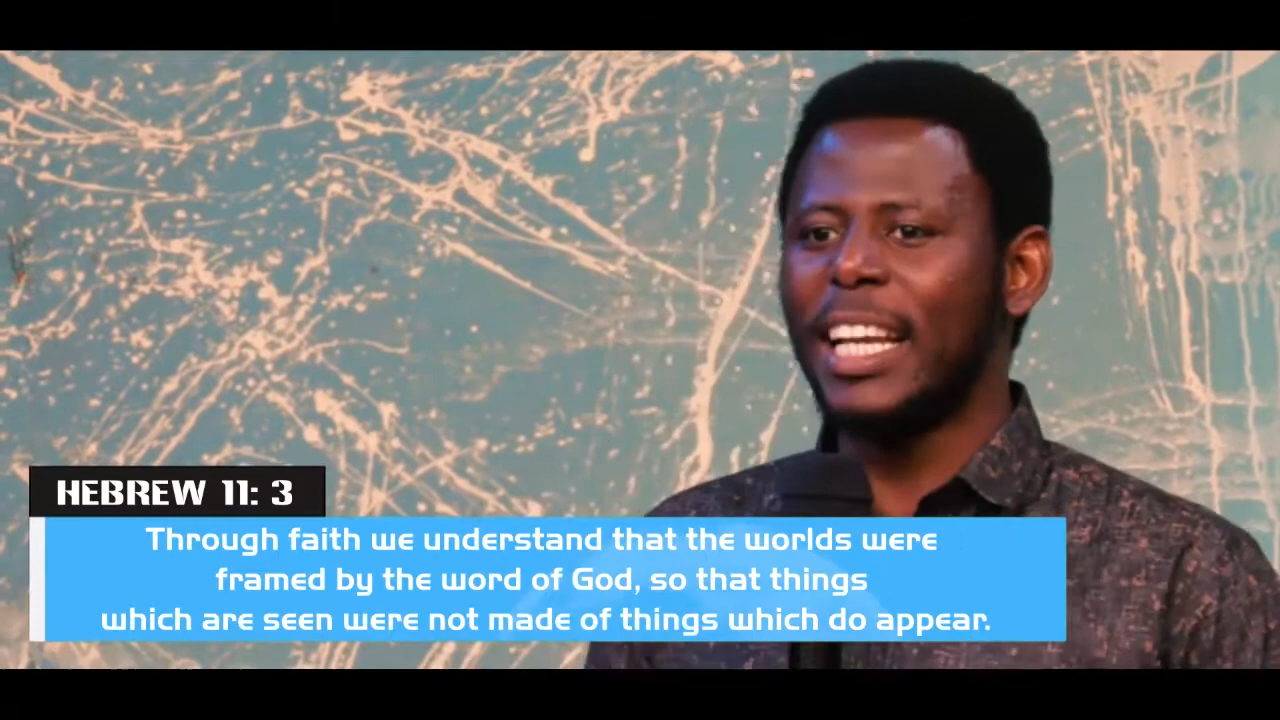 HEBREW 11: 3
Through faith we understand that the worlds were
framed by the word of God, so that things
which are seen were not made of things which do appear.